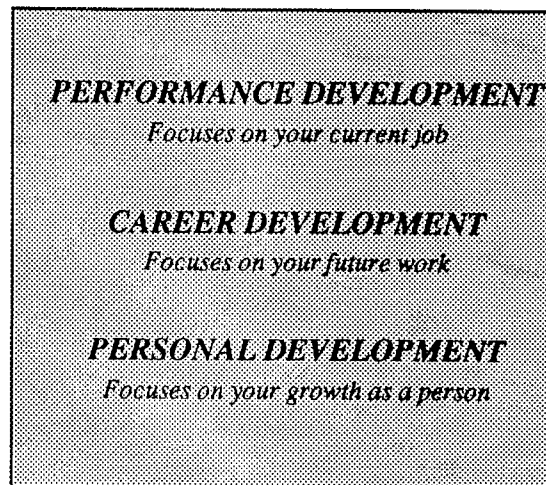 PERFORMANCE DEVELOPMENT
Focuses on your current job
CAREER DEVELOPMENT
Focuses on your future work
PERSONAL DEVELOPMENT
Focuses on your growth as a person